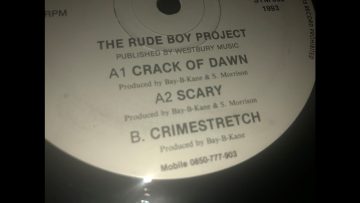 RPM
1993
THE RUDE BOY PROJECT
PUBLISHED BY WESTBURY MUSIC
A1 CRACK OF DAWN
Produced by Bay-B-Kane & S. Morrison
A2 SCARY
Produced by Bay-B-Kane & S. Morrison
B. CRIMESTRETCH
Produced by Bay-B-Kane
Mobile 0850-777-903